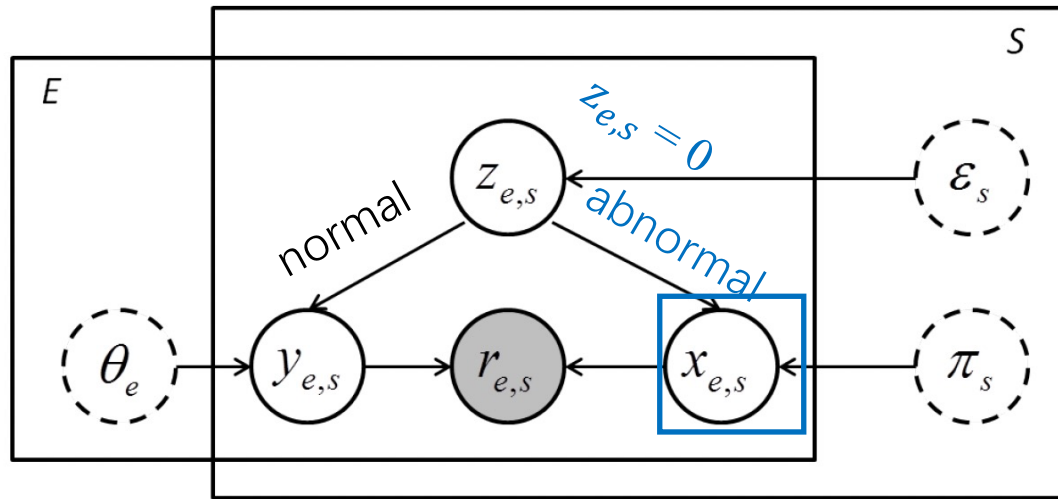 S
E
z_{e,s} = 0
z_{e,s}
ε_s
normal
abnormal
θ_e
y_{e,s}
r_{e,s}
x_{e,s}
π_s